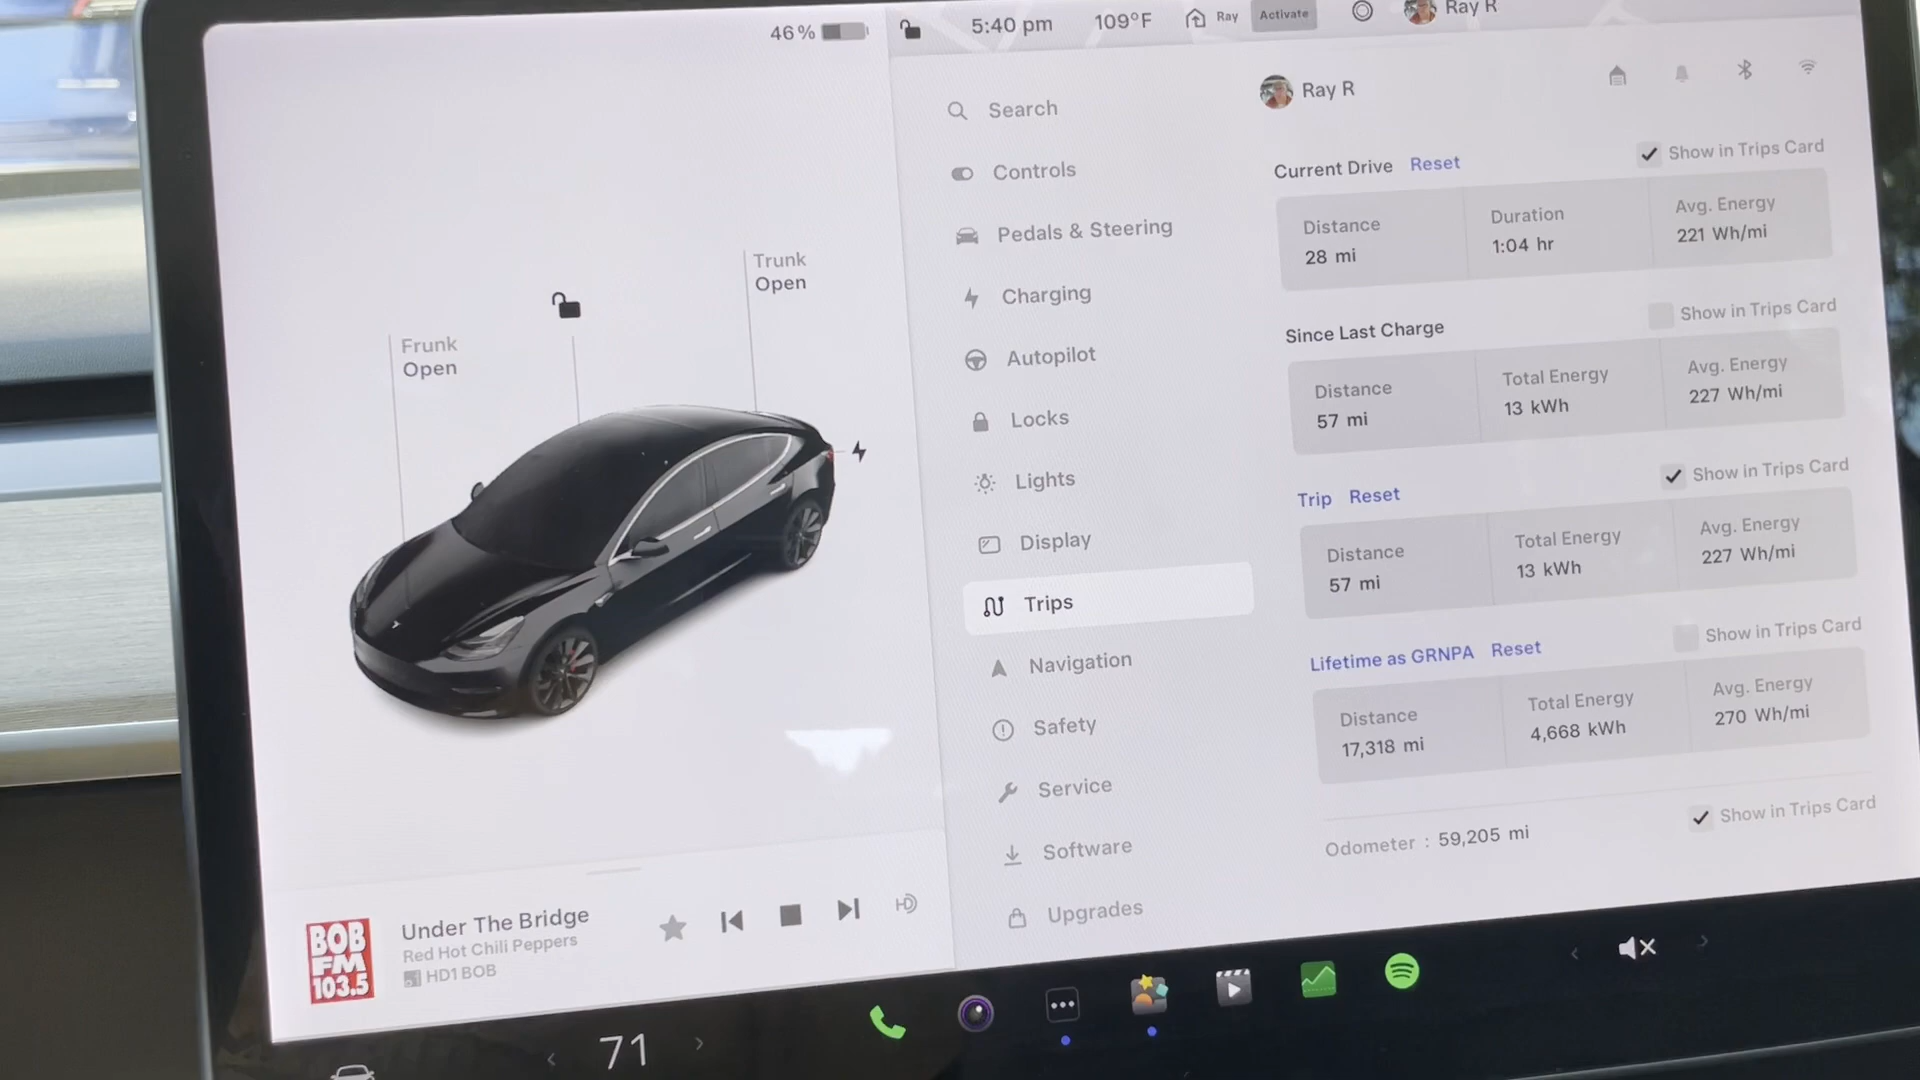 46%
5:40 pm
109°F
Ray
Activate
Ray R
Frunk
Open
Trunk
Open
Under The Bridge
Red Hot Chili Peppers
HD1 BOB
BOB
FM
103.5
71
Search
Controls
Pedals & Steering
Charging
Autopilot
Locks
Lights
Display
Trips
Navigation
Safety
Service
Software
Upgrades
Ray R
Current Drive Reset
Show in Trips Card
Distance
28 mi
Duration
1:04 hr
Avg. Energy
221 Wh/mi
Since Last Charge
Show in Trips Card
Distance
57 mi
Total Energy
13 kWh
Avg. Energy
227 Wh/mi
Trip Reset
Show in Trips Card
Distance
57 mi
Total Energy
13 kWh
Avg. Energy
227 Wh/mi
Lifetime as GRNPA Reset
Show in Trips Card
Distance
17,318 mi
Total Energy
4,668 kWh
Avg. Energy
270 Wh/mi
Odometer : 59,205 mi
Show in Trips Card